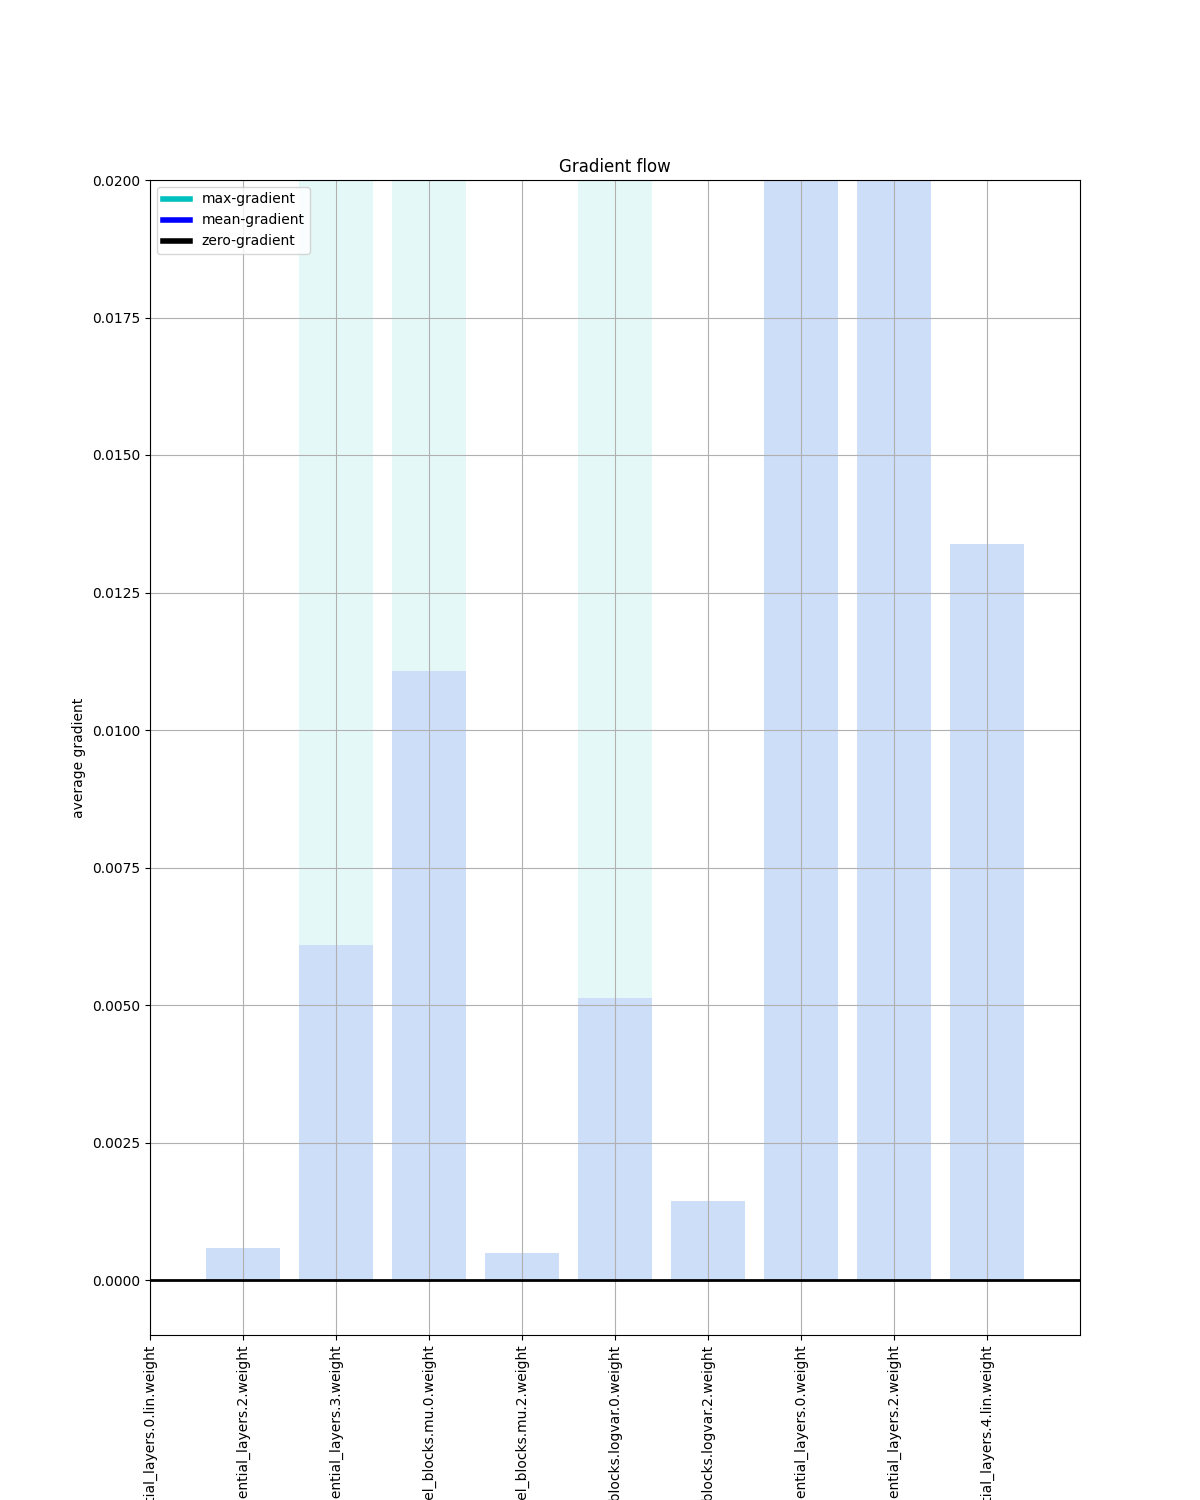 Gradient flow
max-gradient
mean-gradient
zero-gradient
average gradient
0.0200
0.0175
0.0150
0.0125
0.0100
0.0075
0.0050
0.0025
0.0000
tial_layers.0.lin.weight
ential_layers.2.weight
ential_layers.3.weight
el_blocks.mu.0.weight
el_blocks.mu.2.weight
blocks.logvar.0.weight
blocks.logvar.2.weight
ential_layers.0.weight
ential_layers.2.weight
tial_layers.4.lin.weight